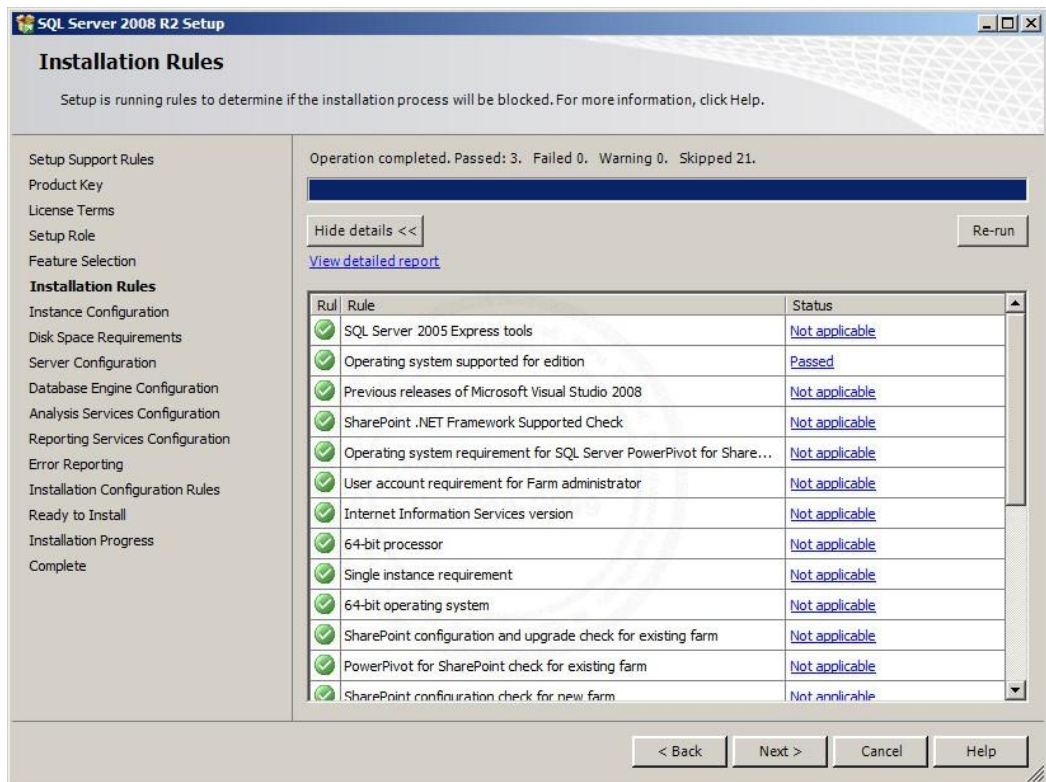 SQL Server 2008 R2 Setup
Installation Rules
Setup is running rules to determine if the installation process will be blocked. For more information, click Help.
Setup Support Rules
Product Key
License Terms
Setup Role
Feature Selection
Installation Rules
Instance Configuration
Disk Space Requirements
Server Configuration
Database Engine Configuration
Analysis Services Configuration
Reporting Services Configuration
Error Reporting
Installation Configuration Rules
Ready to Install
Installation Progress
Complete
Operation completed. Passed: 3. Failed 0. Warning 0. Skipped 21.
Hide details <<
Re-run
View detailed report
Rul Rule Status
SQL Server 2005 Express tools Not applicable
Operating system supported for edition Passed
Previous releases of Microsoft Visual Studio 2008 Not applicable
SharePoint .NET Framework Supported Check Not applicable
Operating system requirement for SQL Server PowerPivot for Share... Not applicable
User account requirement for Farm administrator Not applicable
Internet Information Services version Not applicable
64-bit processor Not applicable
Single instance requirement Not applicable
64-bit operating system Not applicable
SharePoint configuration and upgrade check for existing farm Not applicable
PowerPivot for SharePoint check for existing farm Not applicable
SharePoint configuration check for new farm Not applicable
< Back Next > Cancel Help